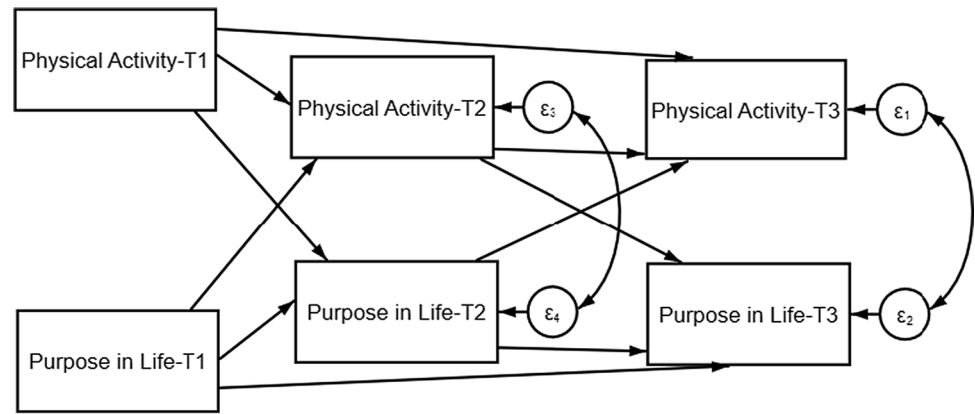 Physical Activity-T1
Physical Activity-T2
ε3
Physical Activity-T3
ε1
Purpose in Life-T1
Purpose in Life-T2
ε4
Purpose in Life-T3
ε2